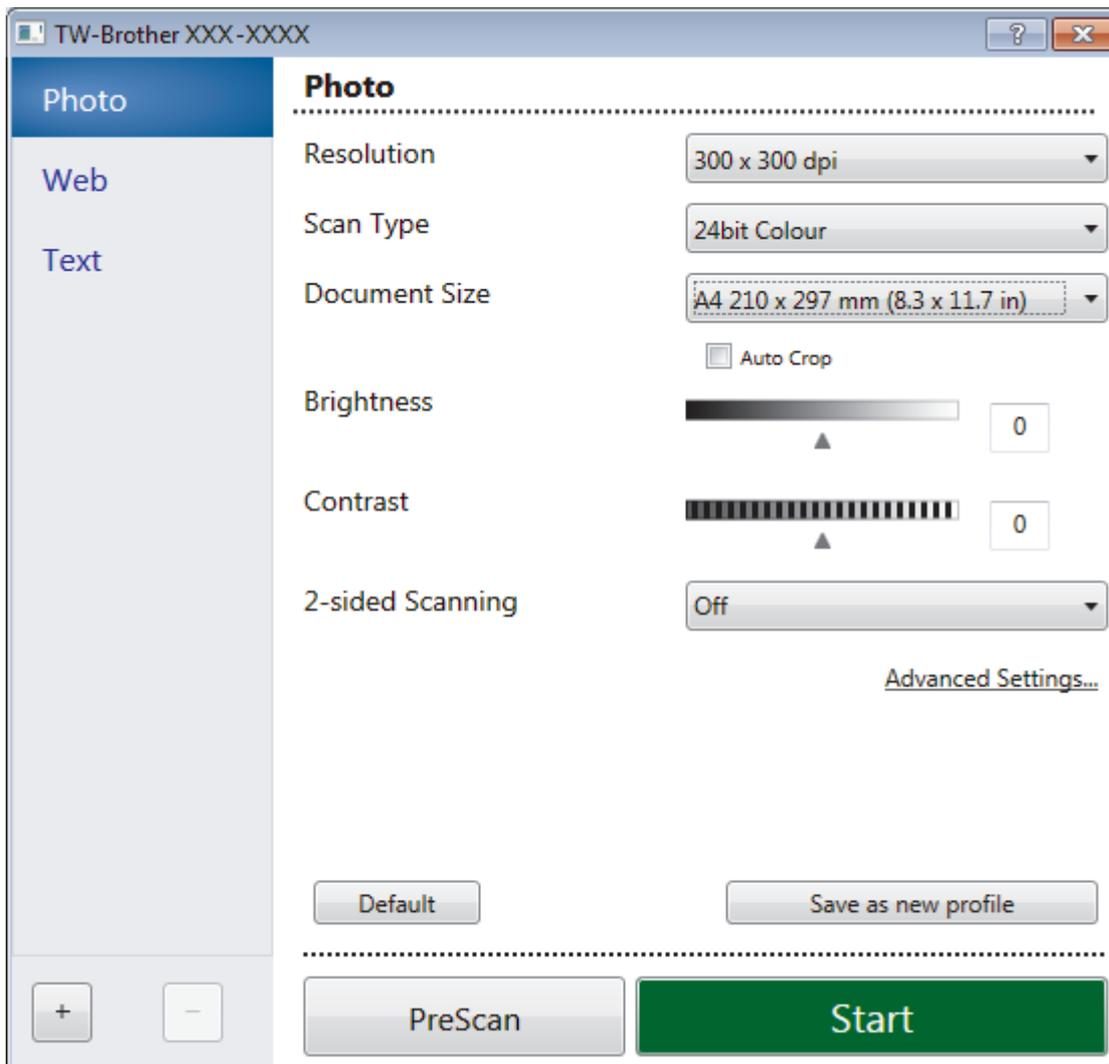 TW-Brother XXX-XXXX
?
Photo
Web
Text
Photo
Resolution
300 x 300 dpi
Scan Type
24bit Colour
Document Size
A4 210 x 297 mm (8.3 x 11.7 in)
Auto Crop
Brightness
0
Contrast
0
2-sided Scanning
Off
Advanced Settings...
Default
Save as new profile
+
−
PreScan
Start